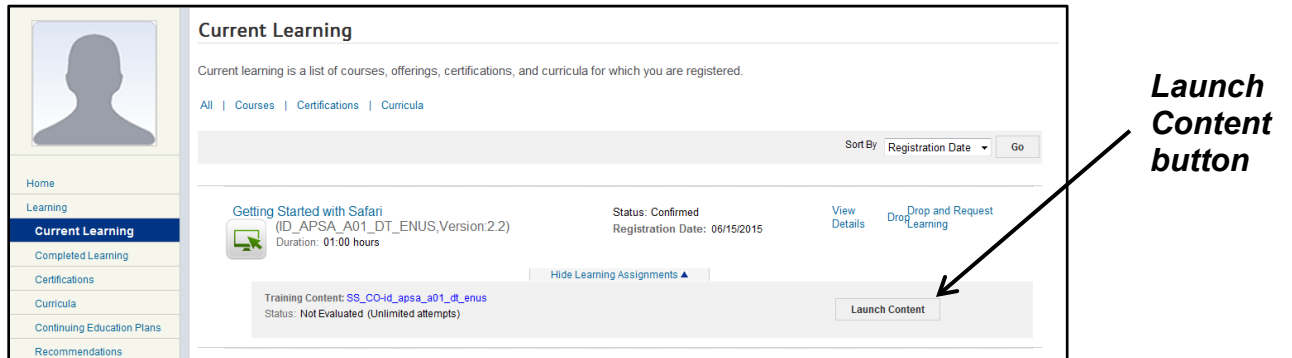 Current Learning
Current learning is a list of courses, offerings, certifications, and curricula for which you are registered.
All | Courses | Certifications | Curricula
Sort By Registration Date Go
Home
Learning
Current Learning
Completed Learning
Certifications
Curricula
Continuing Education Plans
Recommendations
Getting Started with Safari
(ID_APSA_A01_DT_ENUS,Version:2.2)
Duration: 01:00 hours
Status: Confirmed
Registration Date: 06/15/2015
View
Details
Drop
Drop and Request
Learning
Hide Learning Assignments ▲
Training Content: SS_CO-id_apsa_a01_dt_enus
Status: Not Evaluated (Unlimited attempts)
Launch Content
Launch
Content
button